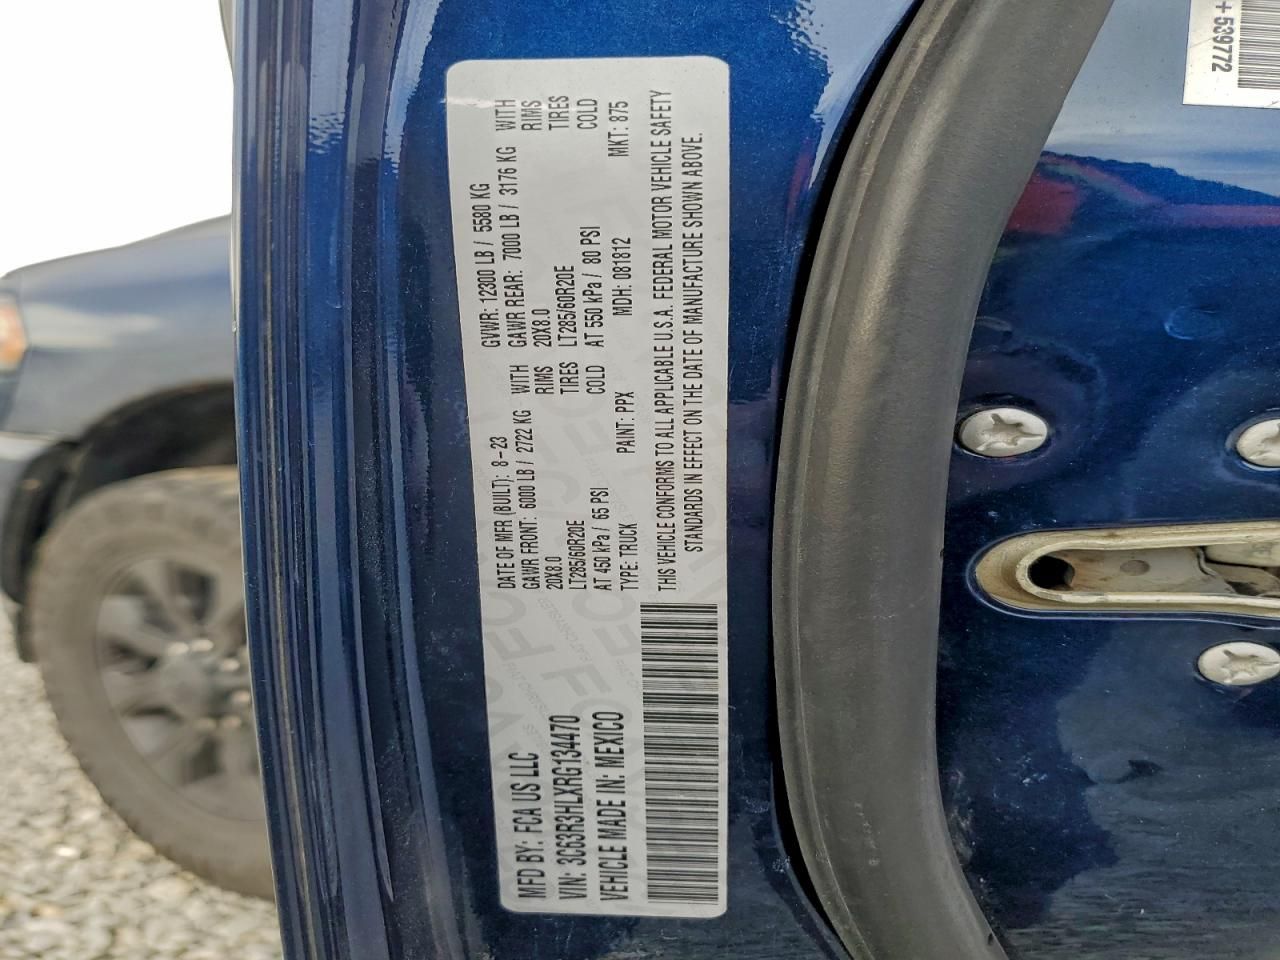 MFD BY: FCA US LLC
DATE OF MFR (BUILT): 8-23
GVWR: 12300 LB / 5580 KG
VIN: 3C63R3HLXRG134470
GAWR FRONT: 6000 LB / 2722 KG WITH
GAWR REAR: 7000 LB / 3176 KG WITH
20X8.0 RIMS
20X8.0 RIMS
VEHICLE MADE IN: MEXICO
LT285/60R20E TIRES
LT285/60R20E TIRES
AT 450 kPa / 65 PSI COLD
AT 550 kPa / 80 PSI COLD
TYPE: TRUCK PAINT: PPX MDH: 081812 MKT: 875
THIS VEHICLE CONFORMS TO ALL APPLICABLE U.S.A. FEDERAL MOTOR VEHICLE SAFETY
STANDARDS IN EFFECT ON THE DATE OF MANUFACTURE SHOWN ABOVE.
+539772